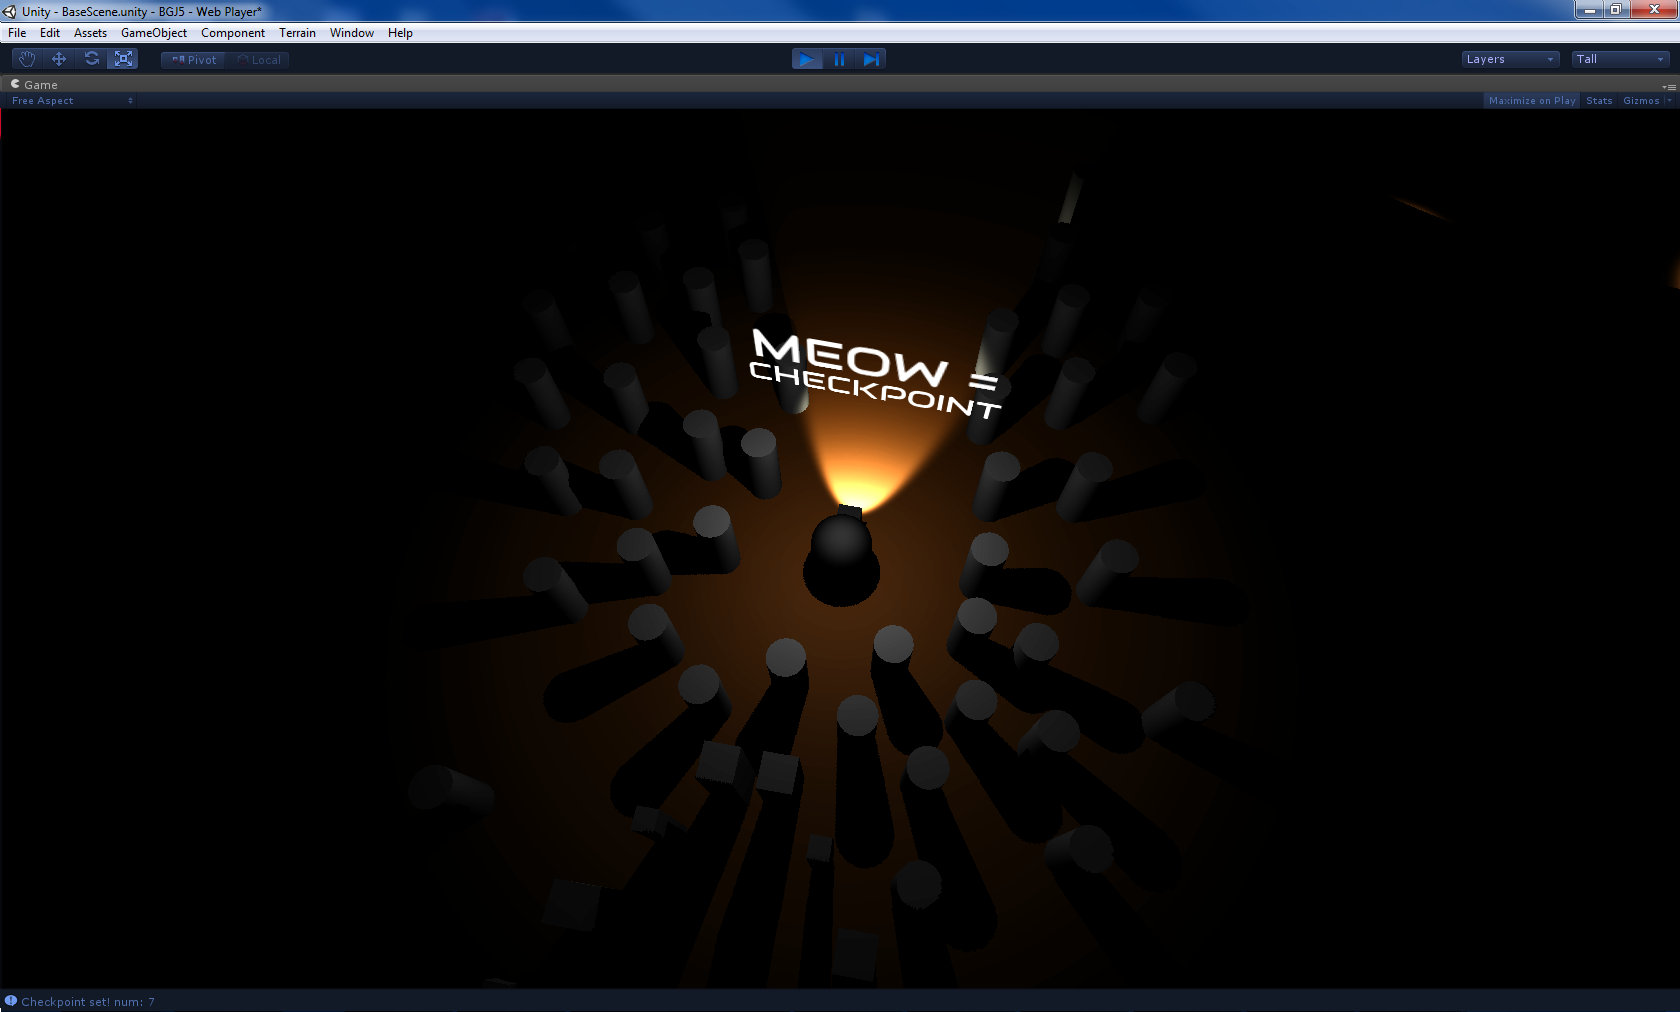 Unity - BaseScene.unity - BGJ5 - Web Player*
File Edit Assets GameObject Component Terrain Window Help
Pivot Local Layers Tall
Game
Free Aspect Maximize on Play Stats Gizmos
MEOW =
CHECKPOINT
Checkpoint set! num: 7